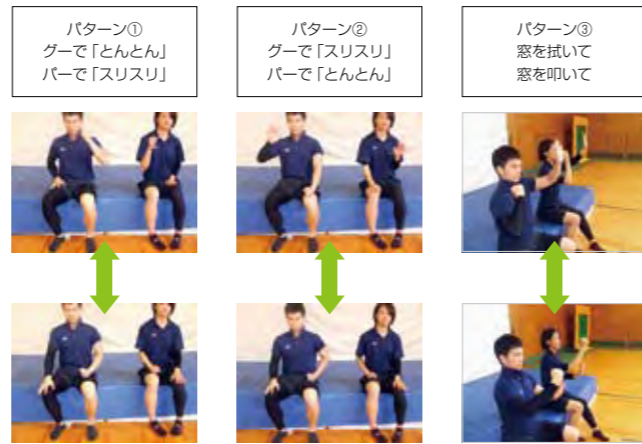 パターン①
グーで「とんとん」
パーで「スリスリ」
パターン②
グーで「スリスリ」
パーで「とんとん」
パターン③
窓を拭いて
窓を叩いて